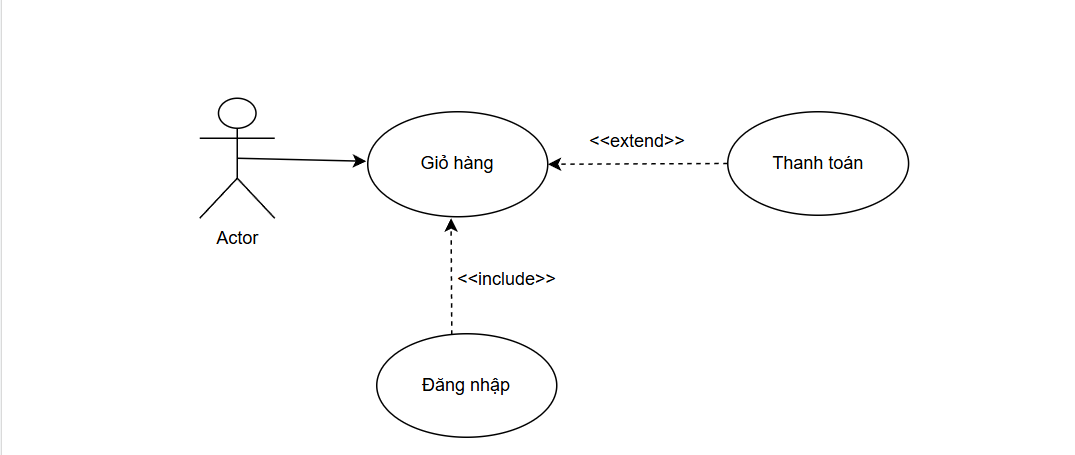 <<extend>>
Giỏ hàng
Thanh toán
Actor
<<include>>
Đăng nhập